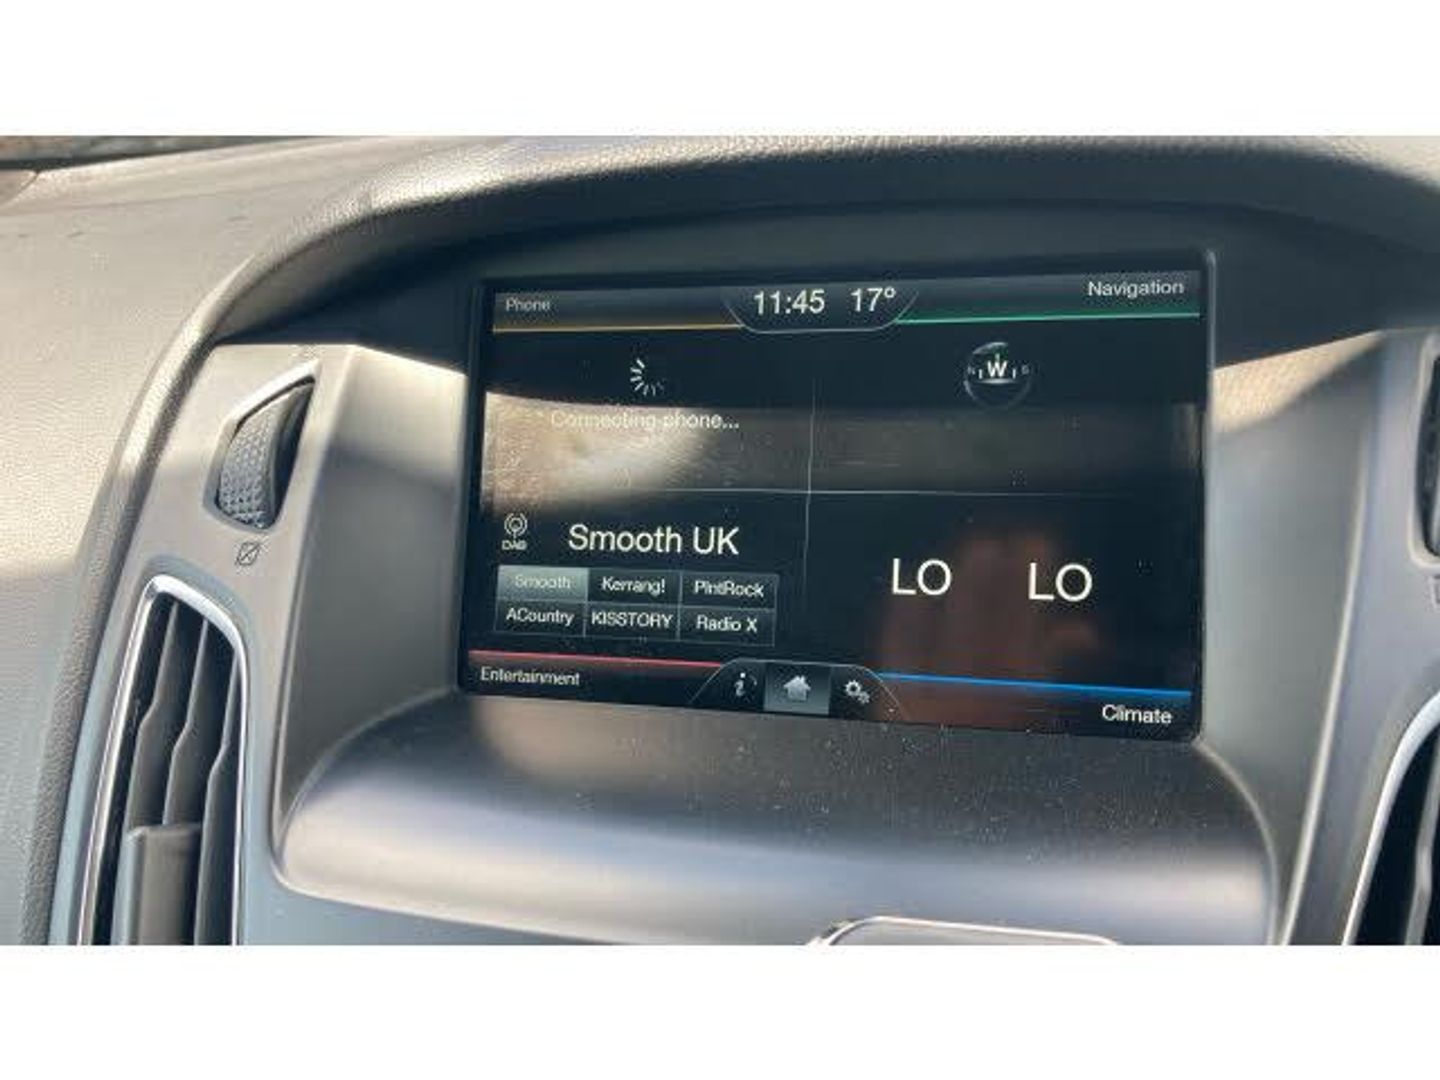 Phone
11:45 17°
Navigation
Connecting phone...
W
DAB
Smooth UK
Smooth Kerrang! PlntRock
ACountry KISSTORY Radio X
LO LO
Entertainment
i
Climate